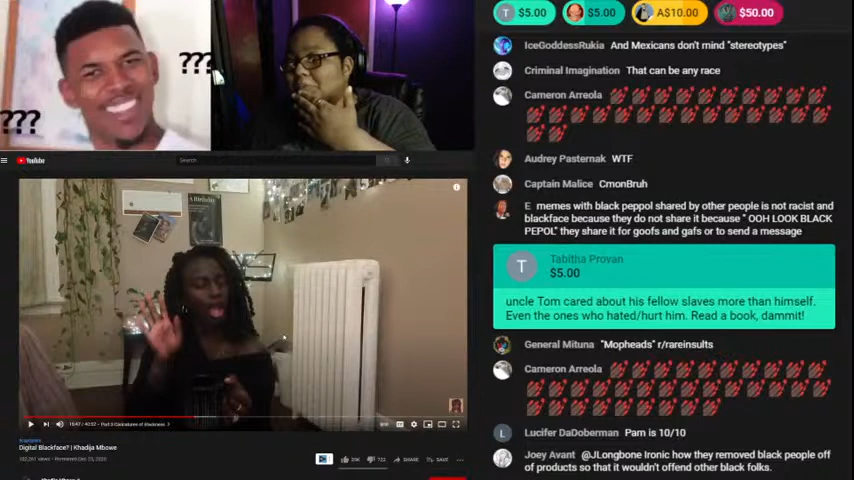 ???
???
YouTube
Search
Digital Blackface? | Khadija Mbowe
SHARE
SAVE
T $5.00
$5.00
A$10.00
$50.00
IceGoddessRukia And Mexicans don't mind "stereotypes"
Criminal Imagination That can be any race
Cameron Arreola
Audrey Pasternak WTF
Captain Malice CmonBruh
E memes with black peppol shared by other people is not racist and
blackface because they do not share it because " OOH LOOK BLACK
PEPOL" they share it for goofs and gafs or to send a message
T Tabitha Provan
$5.00
uncle Tom cared about his fellow slaves more than himself.
Even the ones who hated/hurt him. Read a book, dammit!
General Mituna "Mopheads" r/rareinsults
Cameron Arreola
L Lucifer DaDoberman Pam is 10/10
Joey Avant @JLongbone Ironic how they removed black people off
of products so that it wouldn't offend other black folks.